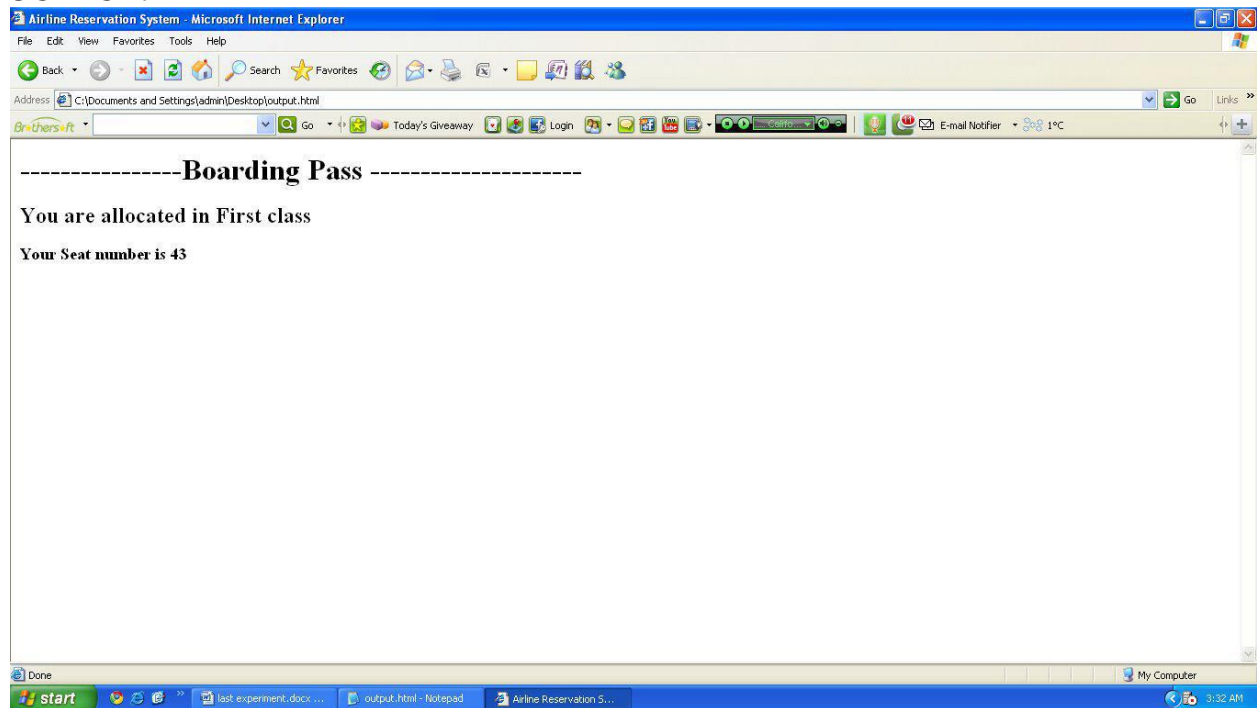 Airline Reservation System - Microsoft Internet Explorer
File Edit View Favorites Tools Help
Back Search Favorites
Address C:\Documents and Settings\admin\Desktop\output.html Go Links »
Brothersoft Go Today's Giveaway Login E-mail Notifier 1°C
----------------Boarding Pass ---------------------
You are allocated in First class
Your Seat number is 43
Done My Computer
start » last experiment.docx ... output.html - Notepad Airline Reservation S... 3:32 AM